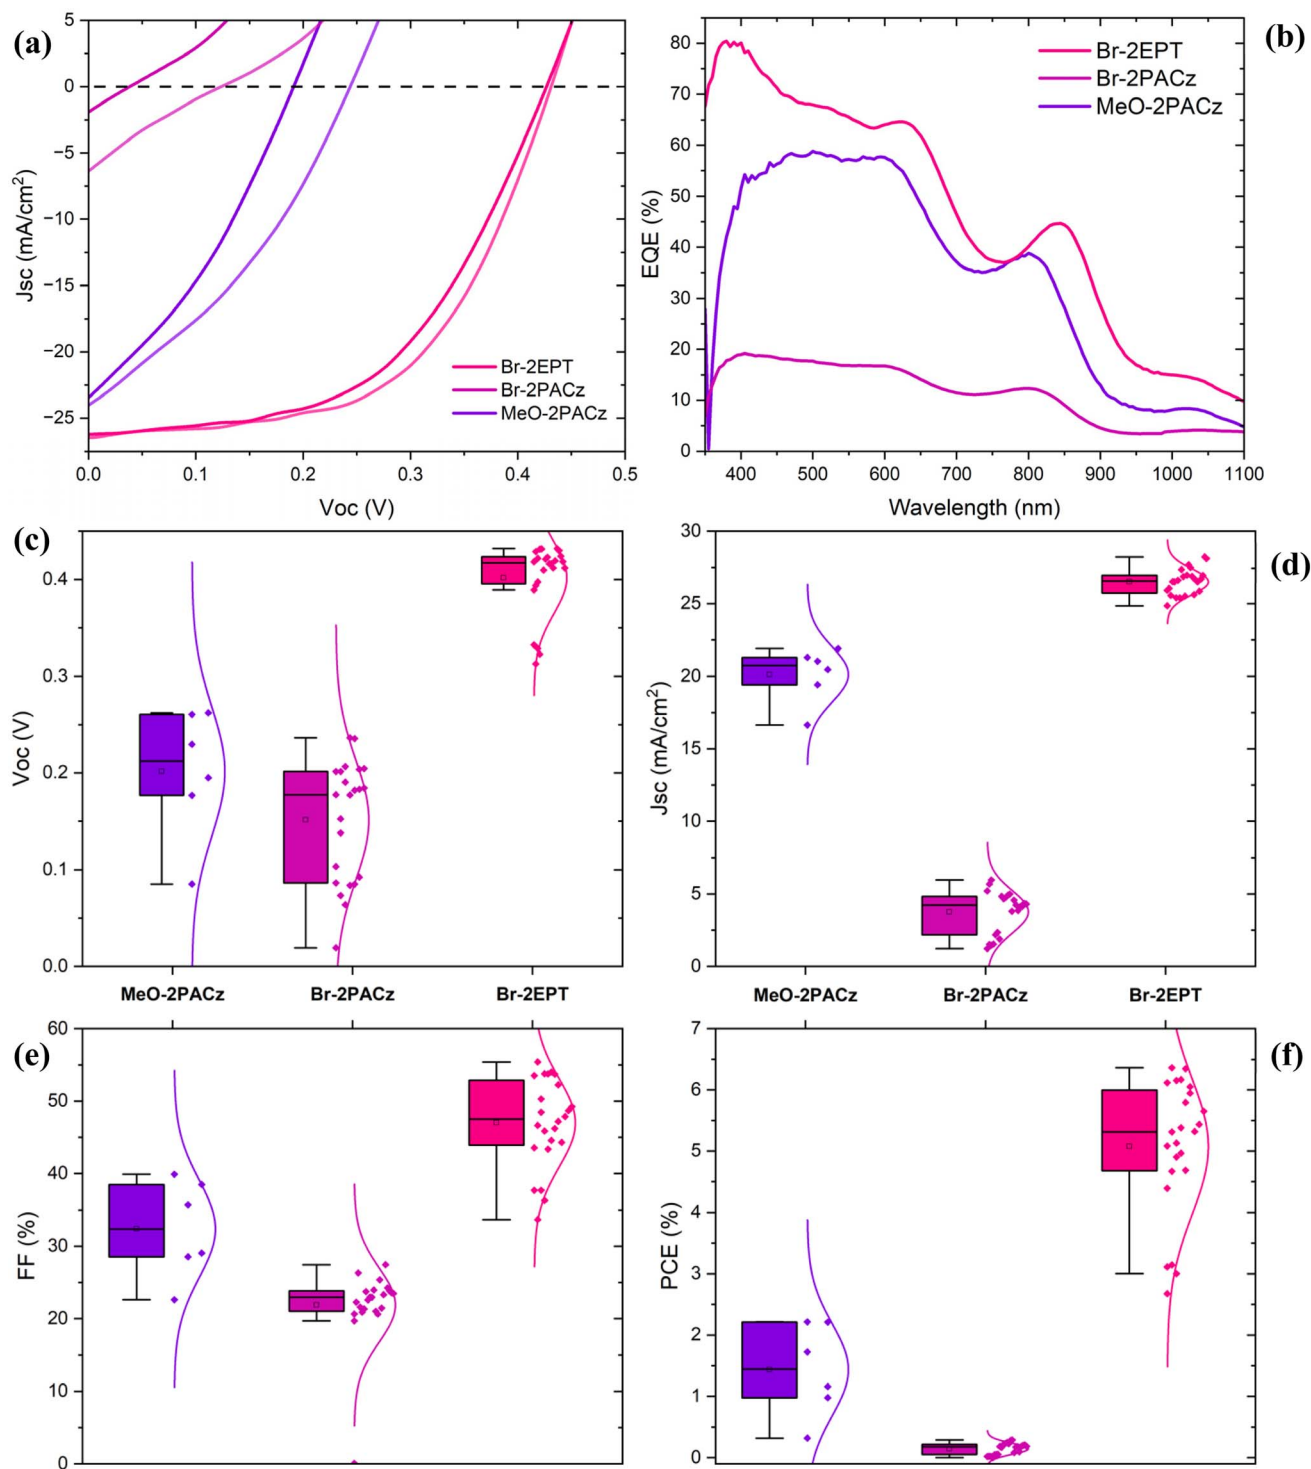 (a)
5
0
−5
−10
−15
−20
−25
Jsc (mA/cm²)
Br-2EPT
Br-2PACz
MeO-2PACz
0.0 0.1 0.2 0.3 0.4 0.5
Voc (V)
(b)
80
70
60
50
40
30
20
10
0
EQE (%)
Br-2EPT
Br-2PACz
MeO-2PACz
400 500 600 700 800 900 1000 1100
Wavelength (nm)
(c)
0.4
0.3
0.2
0.1
0.0
Voc (V)
MeO-2PACz Br-2PACz Br-2EPT
(d)
30
25
20
15
10
5
0
Jsc (mA/cm²)
MeO-2PACz Br-2PACz Br-2EPT
(e)
60
50
40
30
20
10
0
FF (%)
(f)
7
6
5
4
3
2
1
0
PCE (%)